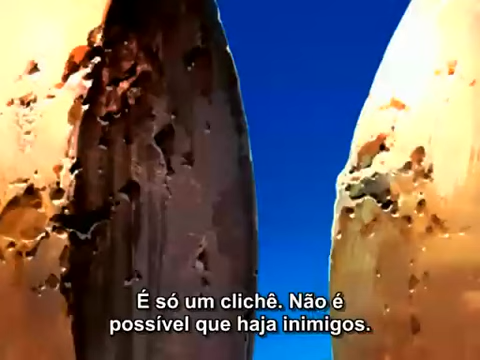 É só um clichê. Não é
possível que haja inimigos.